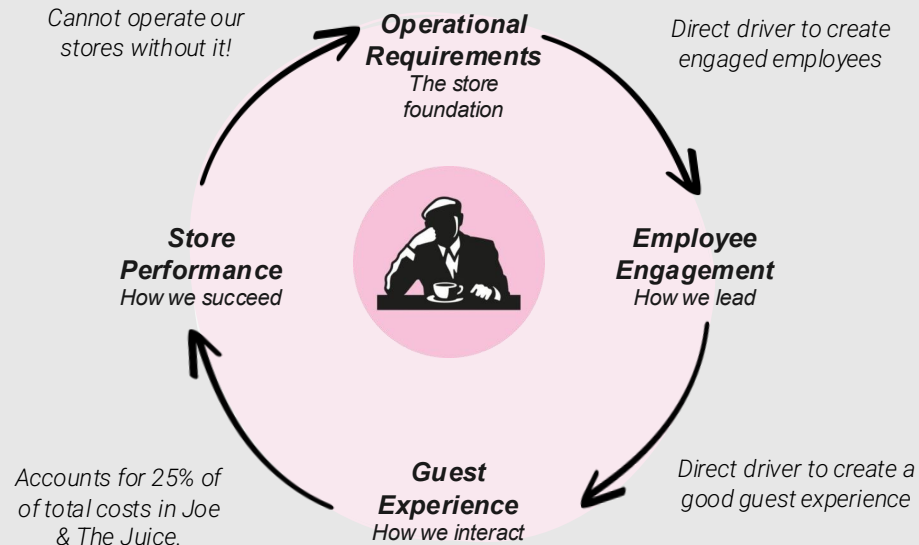 Cannot operate our
stores without it!
Operational
Requirements
The store
foundation
Direct driver to create
engaged employees
Store
Performance
How we succeed
Employee
Engagement
How we lead
Accounts for 25% of
of total costs in Joe
& The Juice.
Guest
Experience
How we interact
Direct driver to create a
good guest experience